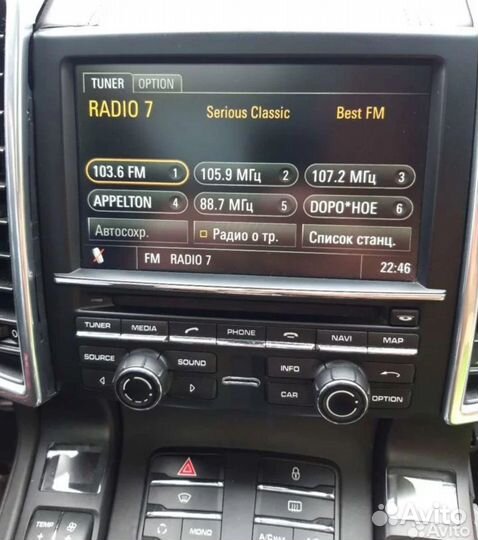 TUNER OPTION
RADIO 7 Serious Classic Best FM
103.6 FM 1 105.9 МГц 2 107.2 МГц 3
APPELTON 4 88.7 МГц 5 DOPO*HOE 6
Автосохр. Радио о тр. Список станц.
FM RADIO 7 22:46
TUNER MEDIA PHONE NAVI MAP
SOURCE SOUND INFO
CAR OPTION
TEMP MONO A/C MAX
Avito
Avito